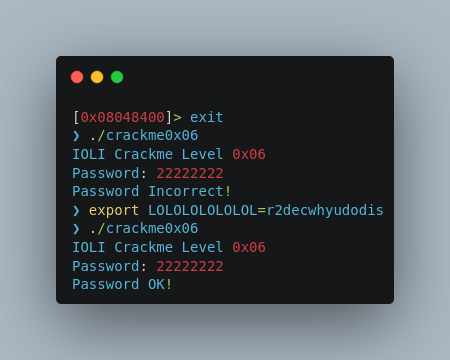 [0x08048400]> exit
❯ ./crackme0x06
IOLI Crackme Level 0x06
Password: 22222222
Password Incorrect!
❯ export LOLOLOLOLOLOL=r2decwhyudodis
❯ ./crackme0x06
IOLI Crackme Level 0x06
Password: 22222222
Password OK!